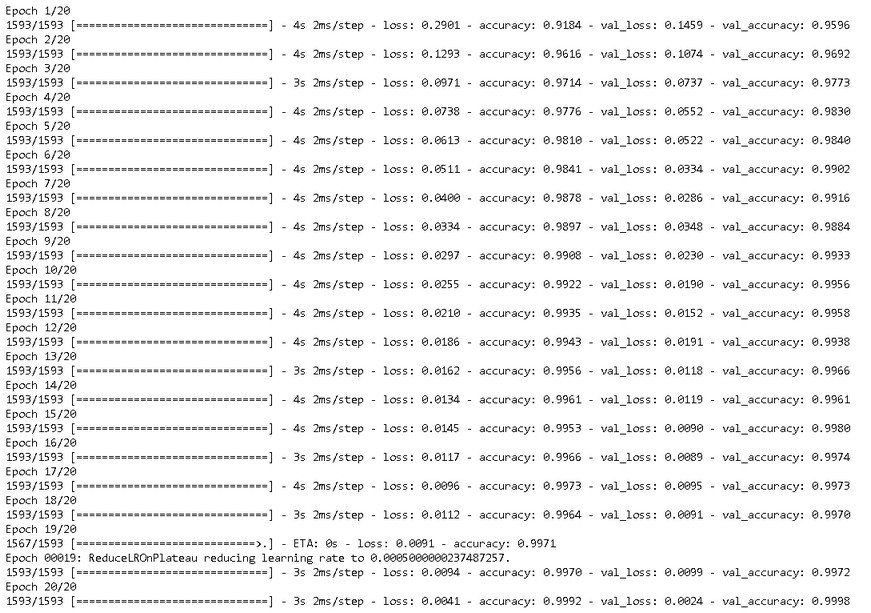 Epoch 1/20
1593/1593 [==============================] - 4s 2ms/step - loss: 0.2901 - accuracy: 0.9184 - val_loss: 0.1459 - val_accuracy: 0.9596
Epoch 2/20
1593/1593 [==============================] - 4s 2ms/step - loss: 0.1293 - accuracy: 0.9616 - val_loss: 0.1074 - val_accuracy: 0.9692
Epoch 3/20
1593/1593 [==============================] - 3s 2ms/step - loss: 0.0971 - accuracy: 0.9714 - val_loss: 0.0737 - val_accuracy: 0.9773
Epoch 4/20
1593/1593 [==============================] - 4s 2ms/step - loss: 0.0738 - accuracy: 0.9776 - val_loss: 0.0552 - val_accuracy: 0.9830
Epoch 5/20
1593/1593 [==============================] - 4s 2ms/step - loss: 0.0613 - accuracy: 0.9810 - val_loss: 0.0522 - val_accuracy: 0.9840
Epoch 6/20
1593/1593 [==============================] - 4s 2ms/step - loss: 0.0511 - accuracy: 0.9841 - val_loss: 0.0334 - val_accuracy: 0.9902
Epoch 7/20
1593/1593 [==============================] - 4s 2ms/step - loss: 0.0400 - accuracy: 0.9878 - val_loss: 0.0286 - val_accuracy: 0.9916
Epoch 8/20
1593/1593 [==============================] - 4s 2ms/step - loss: 0.0334 - accuracy: 0.9897 - val_loss: 0.0348 - val_accuracy: 0.9884
Epoch 9/20
1593/1593 [==============================] - 4s 2ms/step - loss: 0.0297 - accuracy: 0.9908 - val_loss: 0.0230 - val_accuracy: 0.9933
Epoch 10/20
1593/1593 [==============================] - 4s 2ms/step - loss: 0.0255 - accuracy: 0.9922 - val_loss: 0.0190 - val_accuracy: 0.9956
Epoch 11/20
1593/1593 [==============================] - 4s 2ms/step - loss: 0.0210 - accuracy: 0.9935 - val_loss: 0.0152 - val_accuracy: 0.9958
Epoch 12/20
1593/1593 [==============================] - 4s 2ms/step - loss: 0.0186 - accuracy: 0.9943 - val_loss: 0.0191 - val_accuracy: 0.9938
Epoch 13/20
1593/1593 [==============================] - 3s 2ms/step - loss: 0.0162 - accuracy: 0.9956 - val_loss: 0.0118 - val_accuracy: 0.9966
Epoch 14/20
1593/1593 [==============================] - 4s 2ms/step - loss: 0.0134 - accuracy: 0.9961 - val_loss: 0.0119 - val_accuracy: 0.9961
Epoch 15/20
1593/1593 [==============================] - 4s 2ms/step - loss: 0.0145 - accuracy: 0.9953 - val_loss: 0.0090 - val_accuracy: 0.9980
Epoch 16/20
1593/1593 [==============================] - 3s 2ms/step - loss: 0.0117 - accuracy: 0.9966 - val_loss: 0.0089 - val_accuracy: 0.9974
Epoch 17/20
1593/1593 [==============================] - 4s 2ms/step - loss: 0.0096 - accuracy: 0.9973 - val_loss: 0.0095 - val_accuracy: 0.9973
Epoch 18/20
1593/1593 [==============================] - 3s 2ms/step - loss: 0.0112 - accuracy: 0.9964 - val_loss: 0.0091 - val_accuracy: 0.9970
Epoch 19/20
1567/1593 [============================>.] - ETA: 0s - loss: 0.0091 - accuracy: 0.9971
Epoch 00019: ReduceLROnPlateau reducing learning rate to 0.0005000000237487257.
1593/1593 [==============================] - 3s 2ms/step - loss: 0.0094 - accuracy: 0.9970 - val_loss: 0.0099 - val_accuracy: 0.9972
Epoch 20/20
1593/1593 [==============================] - 3s 2ms/step - loss: 0.0041 - accuracy: 0.9992 - val_loss: 0.0024 - val_accuracy: 0.9998